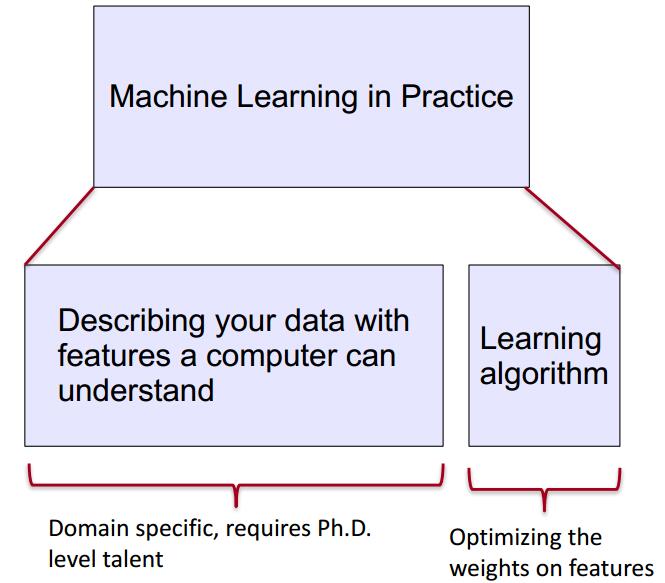 Machine Learning in Practice
Describing your data with
features a computer can
understand
Learning
algorithm
Domain specific, requires Ph.D.
level talent
Optimizing the
weights on features